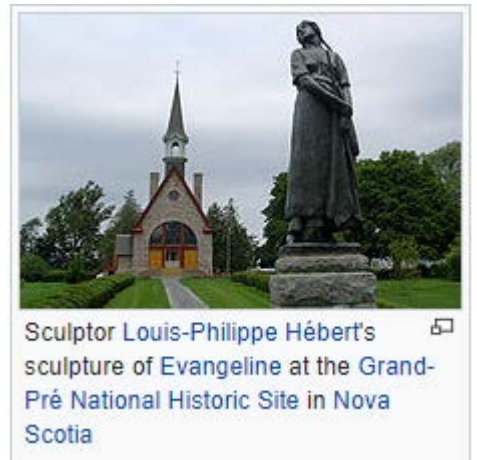 Sculptor Louis-Philippe Hébert's
sculpture of Evangeline at the Grand-
Pré National Historic Site in Nova
Scotia